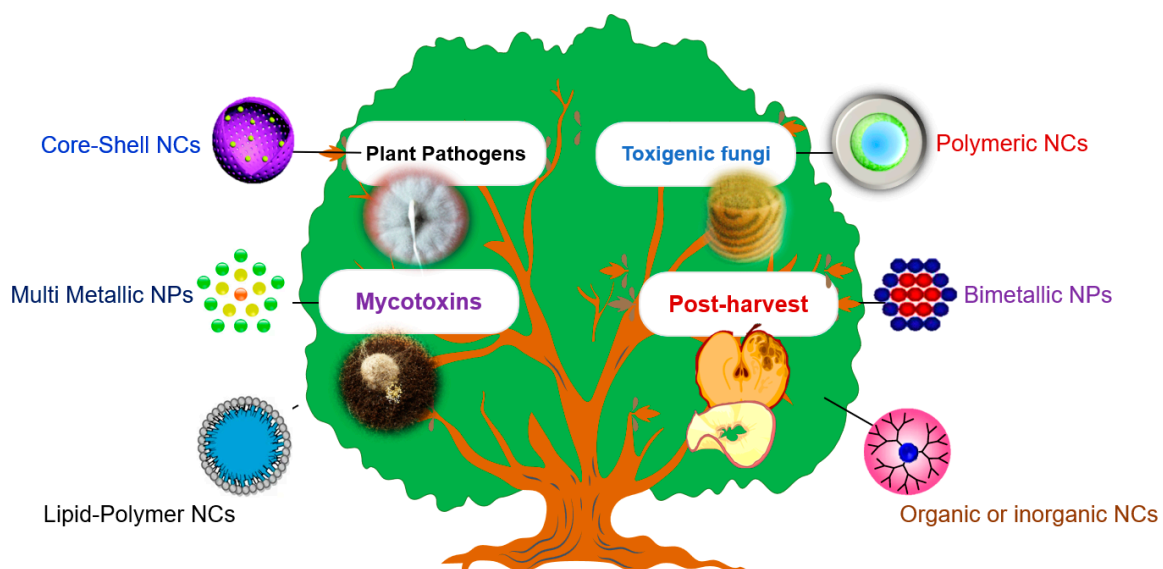 Core-Shell NCs
Plant Pathogens
Toxigenic fungi
Polymeric NCs
Multi Metallic NPs
Mycotoxins
Post-harvest
Bimetallic NPs
Lipid-Polymer NCs
Organic or inorganic NCs